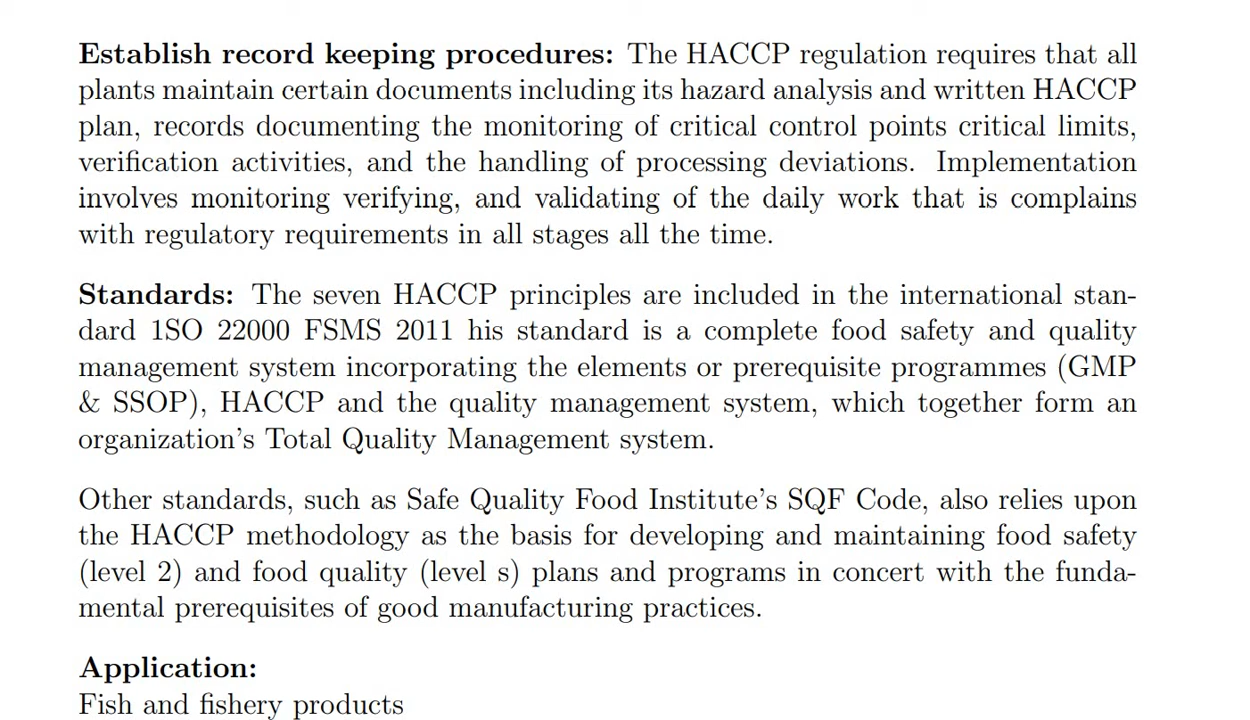 Establish record keeping procedures: The HACCP regulation requires that all
plants maintain certain documents including its hazard analysis and written HACCP
plan, records documenting the monitoring of critical control points critical limits,
verification activities, and the handling of processing deviations. Implementation
involves monitoring verifying, and validating of the daily work that is complains
with regulatory requirements in all stages all the time.
Standards: The seven HACCP principles are included in the international stan-
dard 1SO 22000 FSMS 2011 his standard is a complete food safety and quality
management system incorporating the elements or prerequisite programmes (GMP
& SSOP), HACCP and the quality management system, which together form an
organization's Total Quality Management system.
Other standards, such as Safe Quality Food Institute's SQF Code, also relies upon
the HACCP methodology as the basis for developing and maintaining food safety
(level 2) and food quality (level s) plans and programs in concert with the funda-
mental prerequisites of good manufacturing practices.
Application:
Fish and fishery products